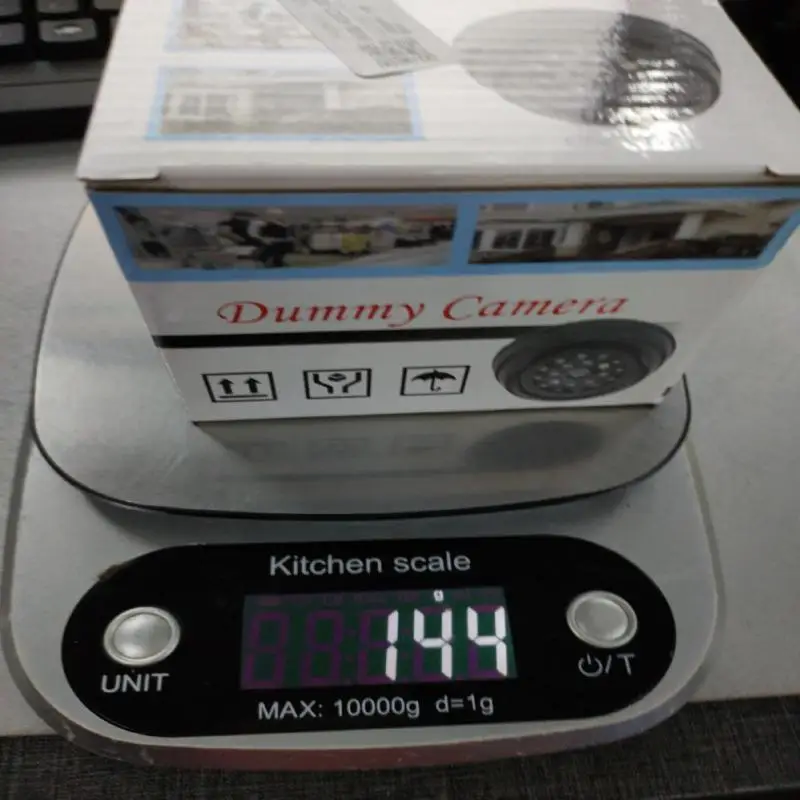 Dummy Camera
Kitchen scale
g
144
UNIT
⏻/T
MAX: 10000g d=1g